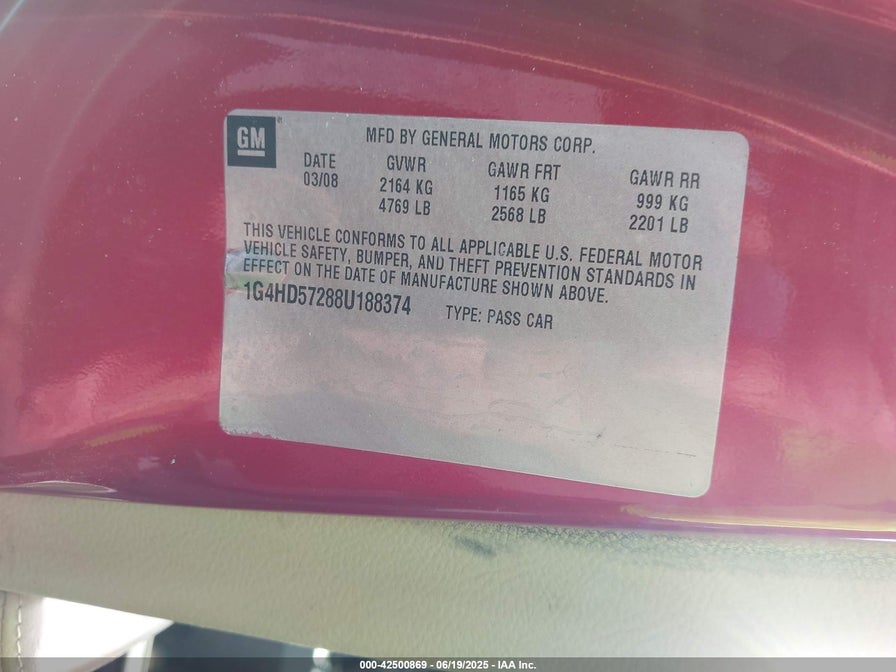 GM
MFD BY GENERAL MOTORS CORP.
DATE GVWR GAWR FRT GAWR RR
03/08 2164 KG 1165 KG 999 KG
4769 LB 2568 LB 2201 LB
THIS VEHICLE CONFORMS TO ALL APPLICABLE U.S. FEDERAL MOTOR
VEHICLE SAFETY, BUMPER, AND THEFT PREVENTION STANDARDS IN
EFFECT ON THE DATE OF MANUFACTURE SHOWN ABOVE.
1G4HD57288U188374 TYPE: PASS CAR
000-42500869 - 06/19/2025 - IAA Inc.